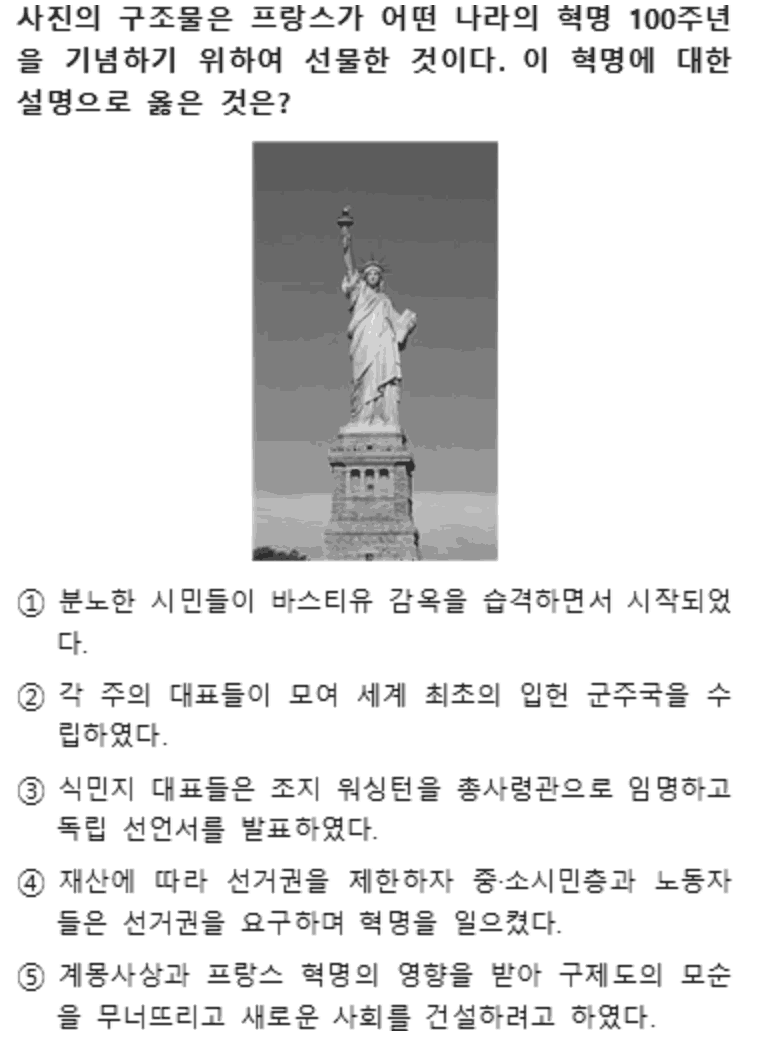 사진의 구조물은 프랑스가 어떤 나라의 혁명 100주년
을 기념하기 위하여 선물한 것이다. 이 혁명에 대한
설명으로 옳은 것은?
① 분노한 시민들이 바스티유 감옥을 습격하면서 시작되었
다.
② 각 주의 대표들이 모여 세계 최초의 입헌 군주국을 수
립하였다.
③ 식민지 대표들은 조지 워싱턴을 총사령관으로 임명하고
독립 선언서를 발표하였다.
④ 재산에 따라 선거권을 제한하자 중·소시민층과 노동자
들은 선거권을 요구하며 혁명을 일으켰다.
⑤ 계몽사상과 프랑스 혁명의 영향을 받아 구제도의 모순
을 무너뜨리고 새로운 사회를 건설하려고 하였다.